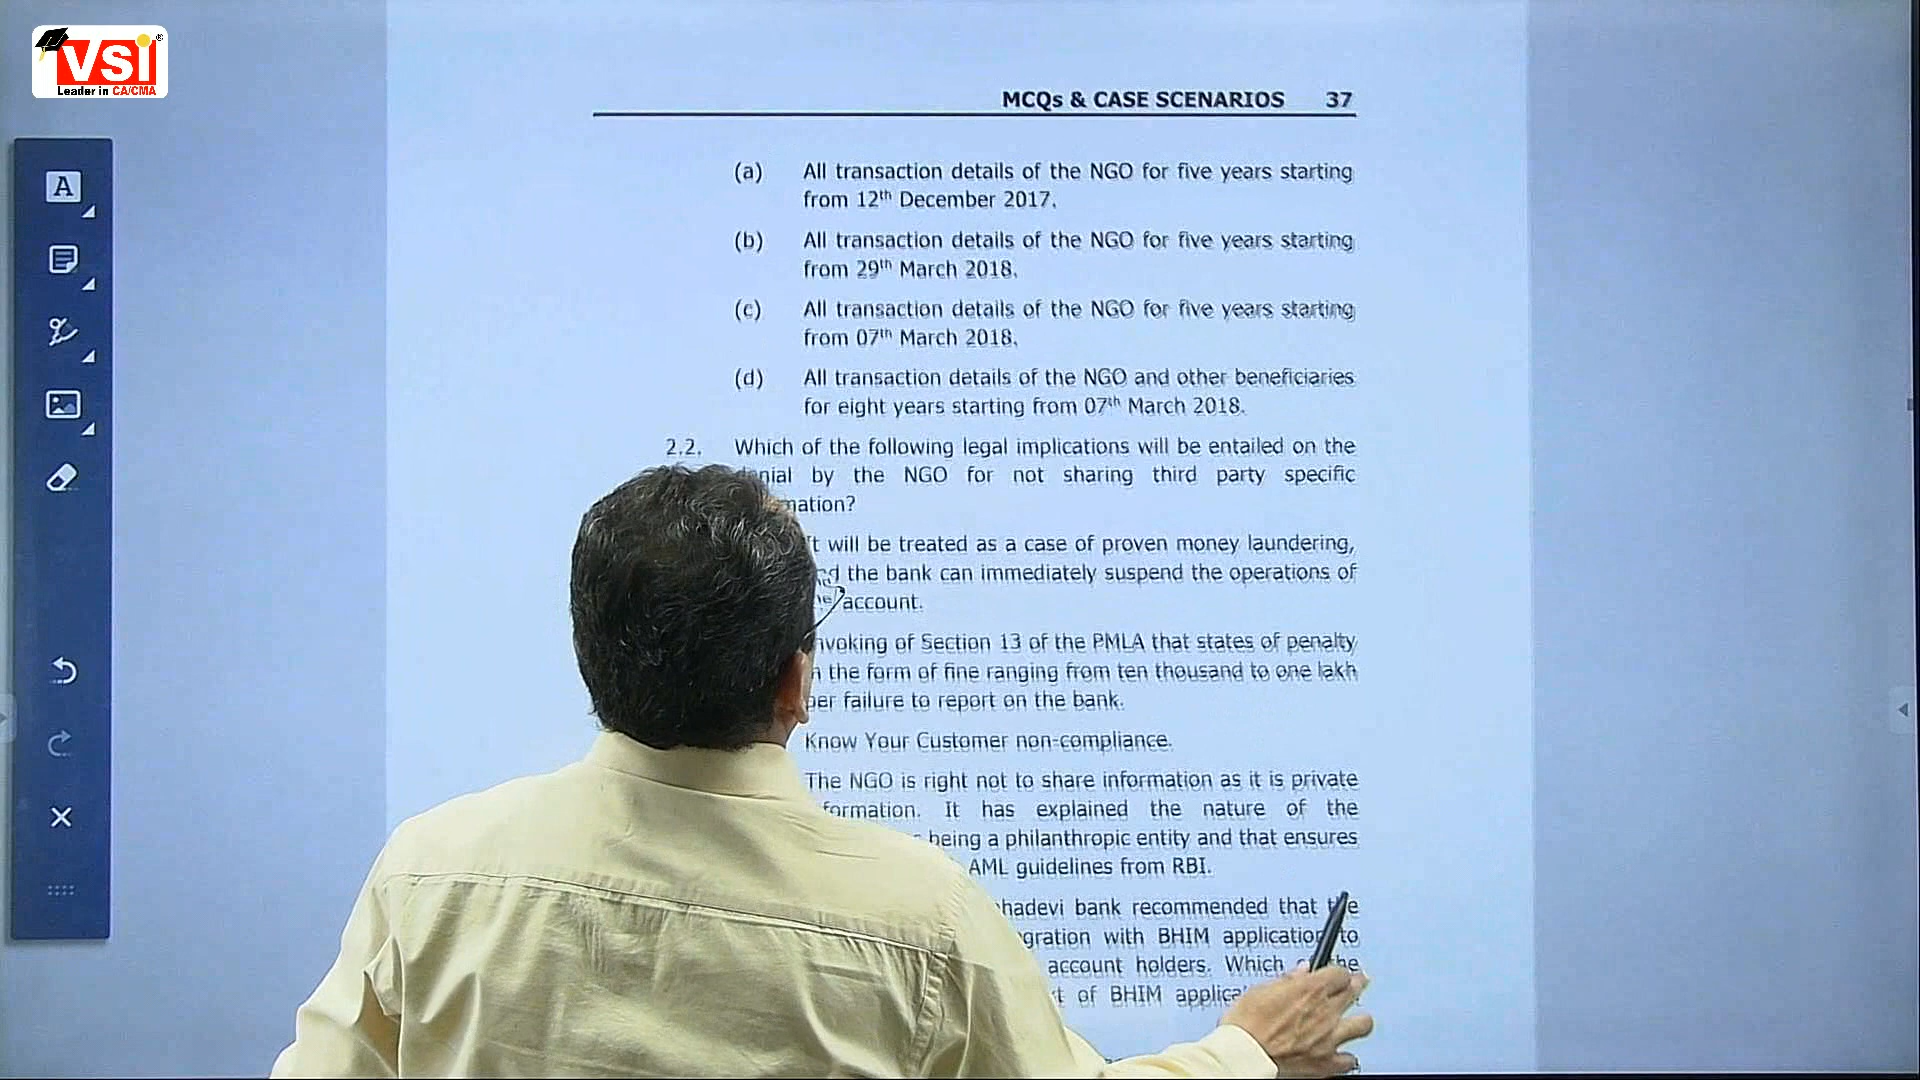 VSI
Leader in CA/CMA
A
MCQs & CASE SCENARIOS 37
(a) All transaction details of the NGO for five years starting
from 12th December 2017.
(b) All transaction details of the NGO for five years starting
from 29th March 2018.
(c) All transaction details of the NGO for five years starting
from 07th March 2018.
(d) All transaction details of the NGO and other beneficiaries
for eight years starting from 07th March 2018.
2.2. Which of the following legal implications will be entailed on the
by the NGO for not sharing third party specific
will be treated as a case of proven money laundering,
the bank can immediately suspend the operations of
account.
of Section 13 of the PMLA that states of penalty
the form of fine ranging from ten thousand to one lakh
per failure to report on the bank.
Know Your Customer non-compliance.
The NGO is right not to share information as it is private
It has explained the nature of the
being a philanthropic entity and that ensures
AML guidelines from RBI.
bank recommended that the
with BHIM application to
account holders. Which the
of BHIM